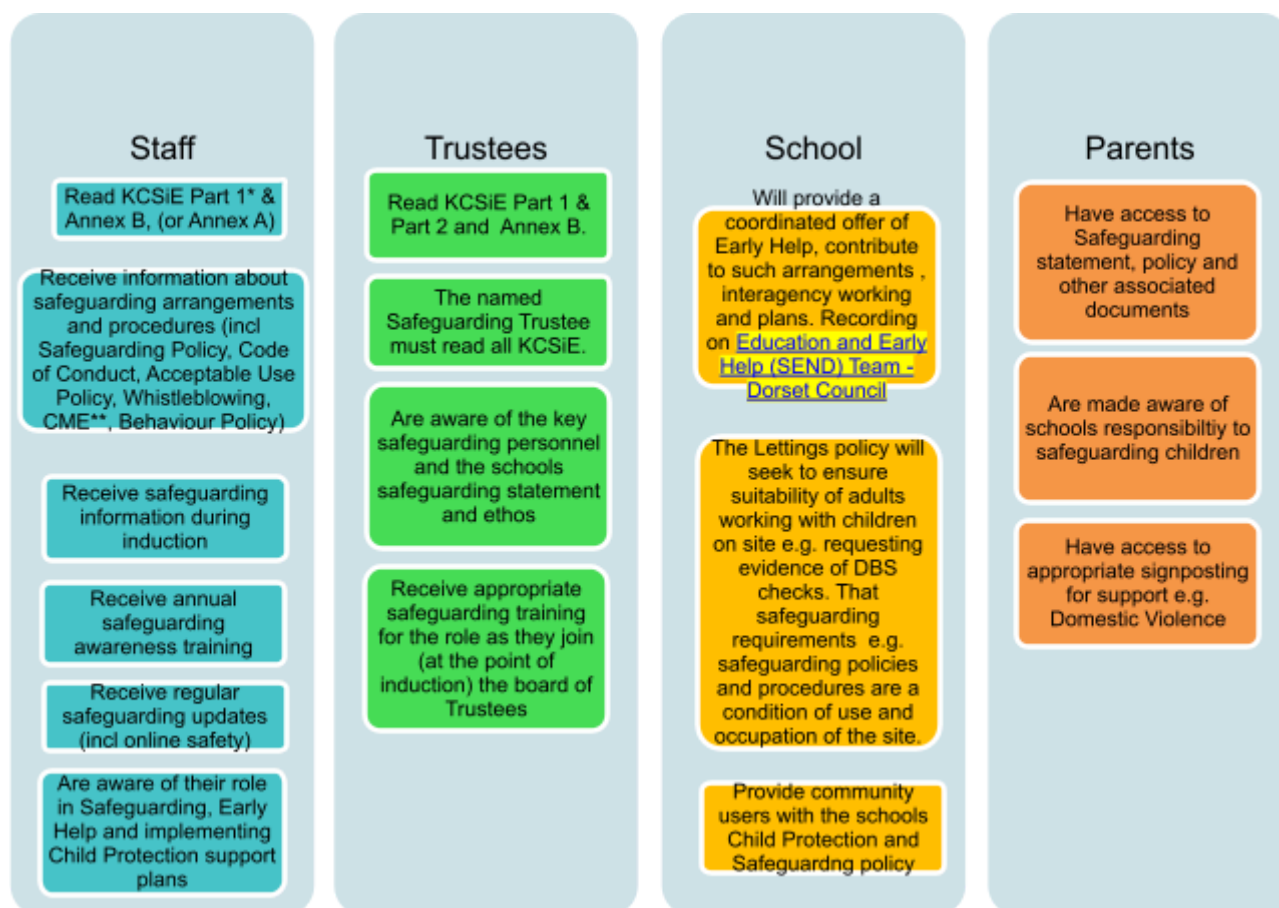 Staff
Read KCSiE Part 1* &
Annex B, (or Annex A)
Receive information about
safeguarding arrangements
and procedures (incl
Safeguarding Policy, Code
of Conduct, Acceptable Use
Policy, Whistleblowing,
CME**, Behaviour Policy)
Receive safeguarding
information during
induction
Receive annual
safeguarding
awareness training
Receive regular
safeguarding updates
(incl online safety)
Are aware of their role
in Safeguarding, Early
Help and implementing
Child Protection support
plans
Trustees
Read KCSiE Part 1 &
Part 2 and Annex B.
The named
Safeguarding Trustee
must read all KCSiE.
Are aware of the key
safeguarding personnel
and the schools
safeguarding statement
and ethos
Receive appropriate
safeguarding training
for the role as they join
(at the point of
induction) the board of
Trustees
School
Will provide a
coordinated offer of
Early Help, contribute
to such arrangements ,
interagency working
and plans. Recording
on Education and Early
Help (SEND) Team -
Dorset Council
The Lettings policy will
seek to ensure
suitability of adults
working with children
on site e.g. requesting
evidence of DBS
checks. That
safeguarding
requirements e.g.
safeguarding policies
and procedures are a
condition of use and
occupation of the site.
Provide community
users with the schools
Child Protection and
Safeguardng policy
Parents
Have access to
Safeguarding
statement, policy and
other associated
documents
Are made aware of
schools responsibiltiy to
safeguarding children
Have access to
appropriate signposting
for support e.g.
Domestic Violence